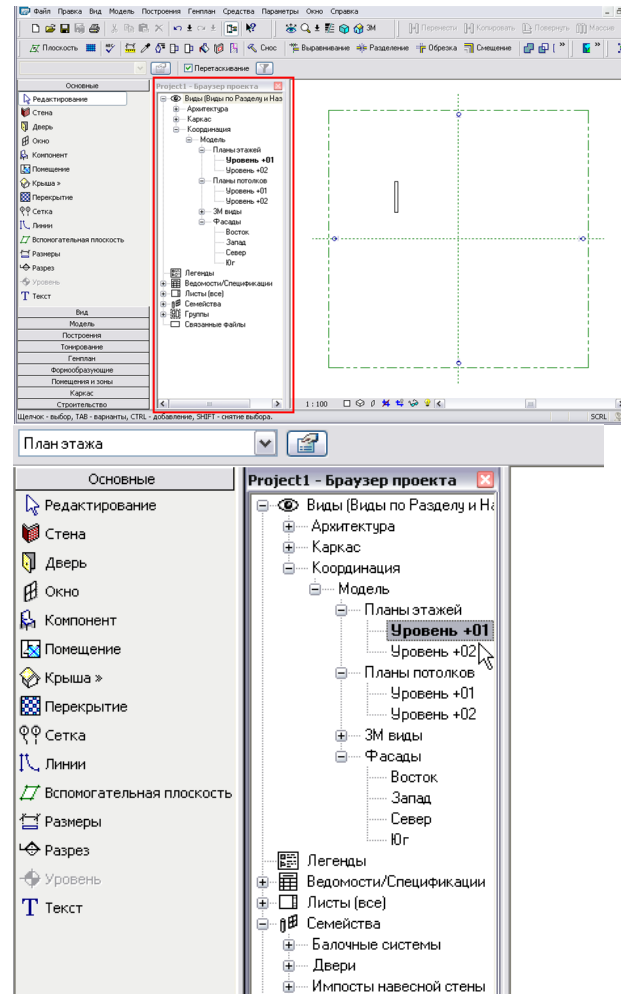 Файл Правка Вид Модель Построения Генплан Средства Параметры Окно Справка
3М Перенести Копировать Повернуть Массив
Плоскость Снос Выравнивание Разделение Обрезка Смещение
Перетаскивание
Основные
Редактирование
Стена
Дверь
Окно
Компонент
Помещение
Крыша »
Перекрытие
Сетка
Линии
Вспомогательная плоскость
Размеры
Разрез
Уровень
Текст
Вид
Модель
Построения
Тонирование
Генплан
Формообразующие
Помещения и зоны
Каркас
Строительство
Project1 - Браузер проекта
Виды (Виды по Разделу и Наз
Архитектура
Каркас
Координация
Модель
Планы этажей
Уровень +01
Уровень +02
Планы потолков
Уровень +01
Уровень +02
3М виды
Фасады
Восток
Запад
Север
Юг
Легенды
Ведомости/Спецификации
Листы (все)
Семейства
Группы
Связанные файлы
1 : 100
Щелчок - выбор, TAB - варианты, CTRL - добавление, SHIFT - снятие выбора.
SCRL
План этажа
Основные
Редактирование
Стена
Дверь
Окно
Компонент
Помещение
Крыша »
Перекрытие
Сетка
Линии
Вспомогательная плоскость
Размеры
Разрез
Уровень
Текст
Project1 - Браузер проекта
Виды (Виды по Разделу и На
Архитектура
Каркас
Координация
Модель
Планы этажей
Уровень +01
Уровень +02
Планы потолков
Уровень +01
Уровень +02
3М виды
Фасады
Восток
Запад
Север
Юг
Легенды
Ведомости/Спецификации
Листы (все)
Семейства
Балочные системы
Двери
Импосты навесной стены